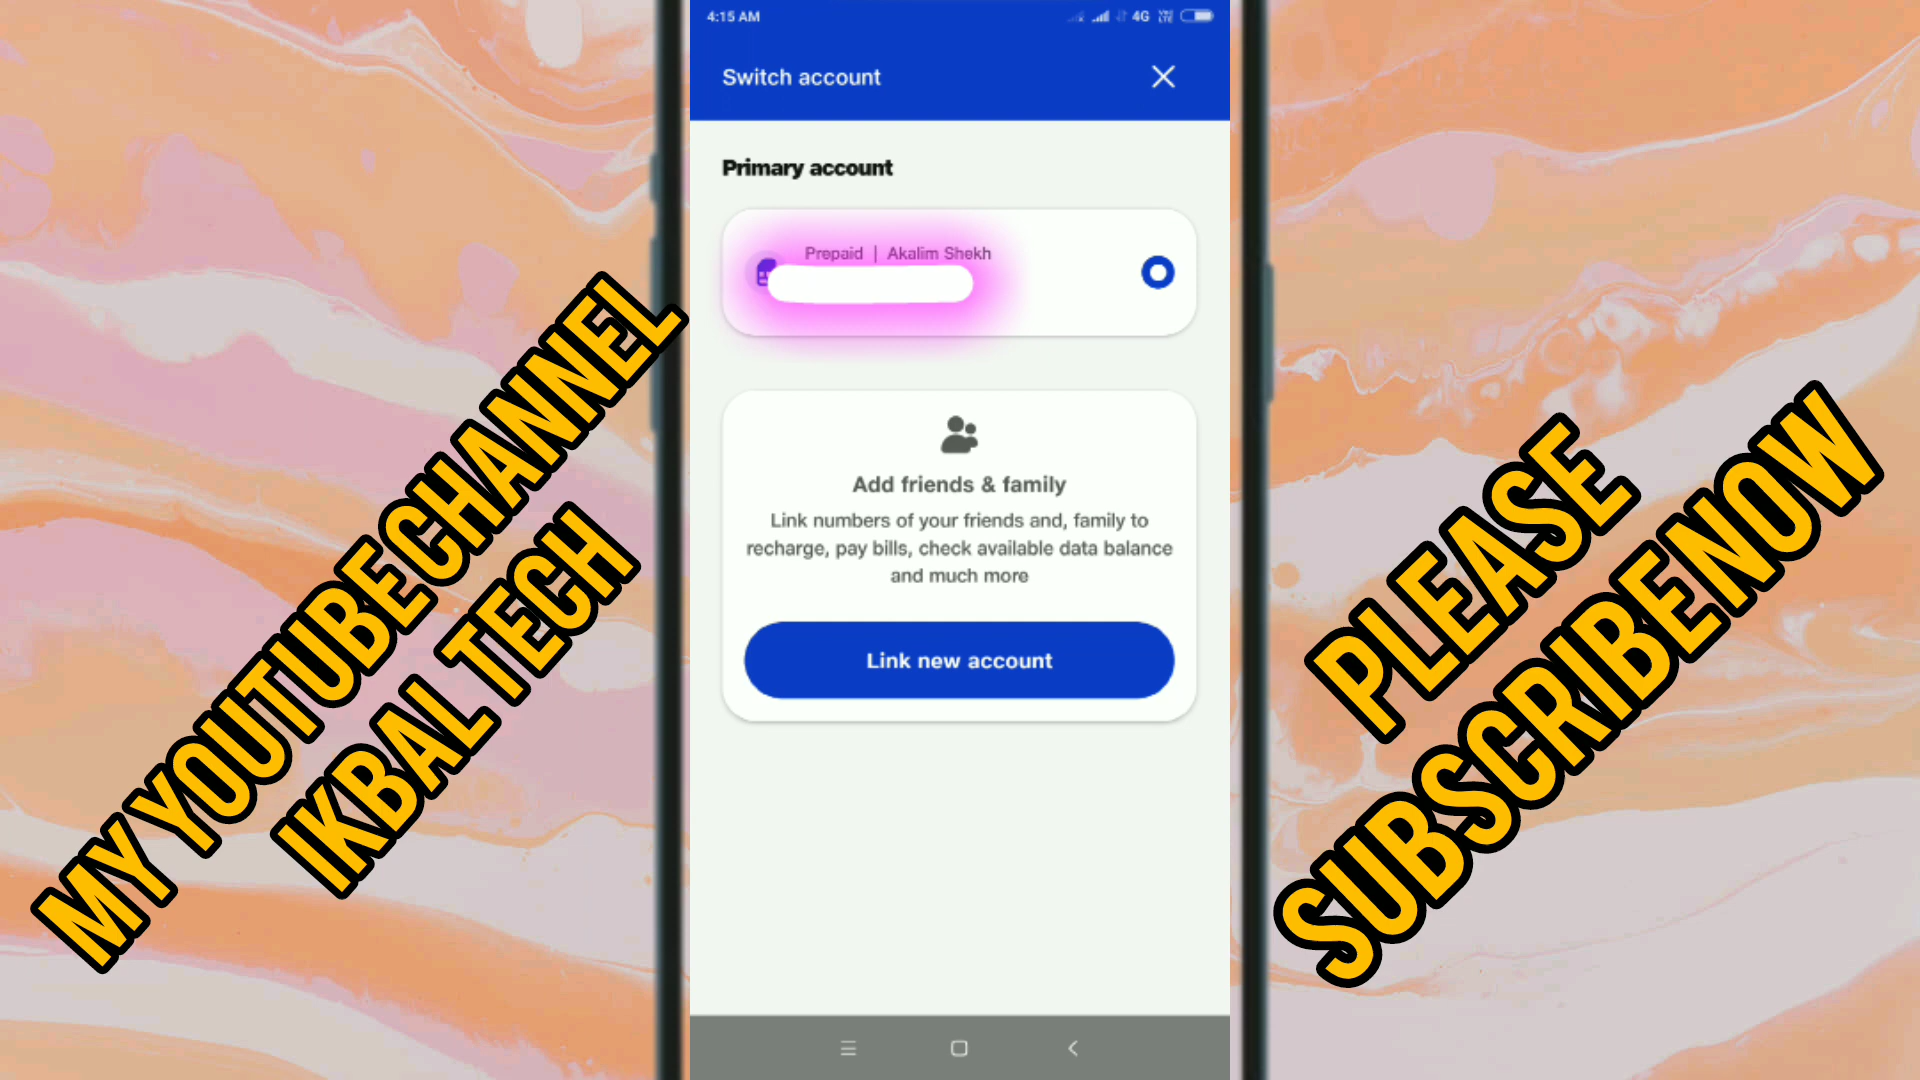 4:15 AM
4G
Vo
LTE
Switch account
Primary account
Prepaid | Akalim Shekh
Add friends & family
Link numbers of your friends and, family to
recharge, pay bills, check available data balance
and much more
Link new account
MY YOUTUBE CHANNEL
IKBAL TECH
PLEASE
SUBSCRIBE NOW